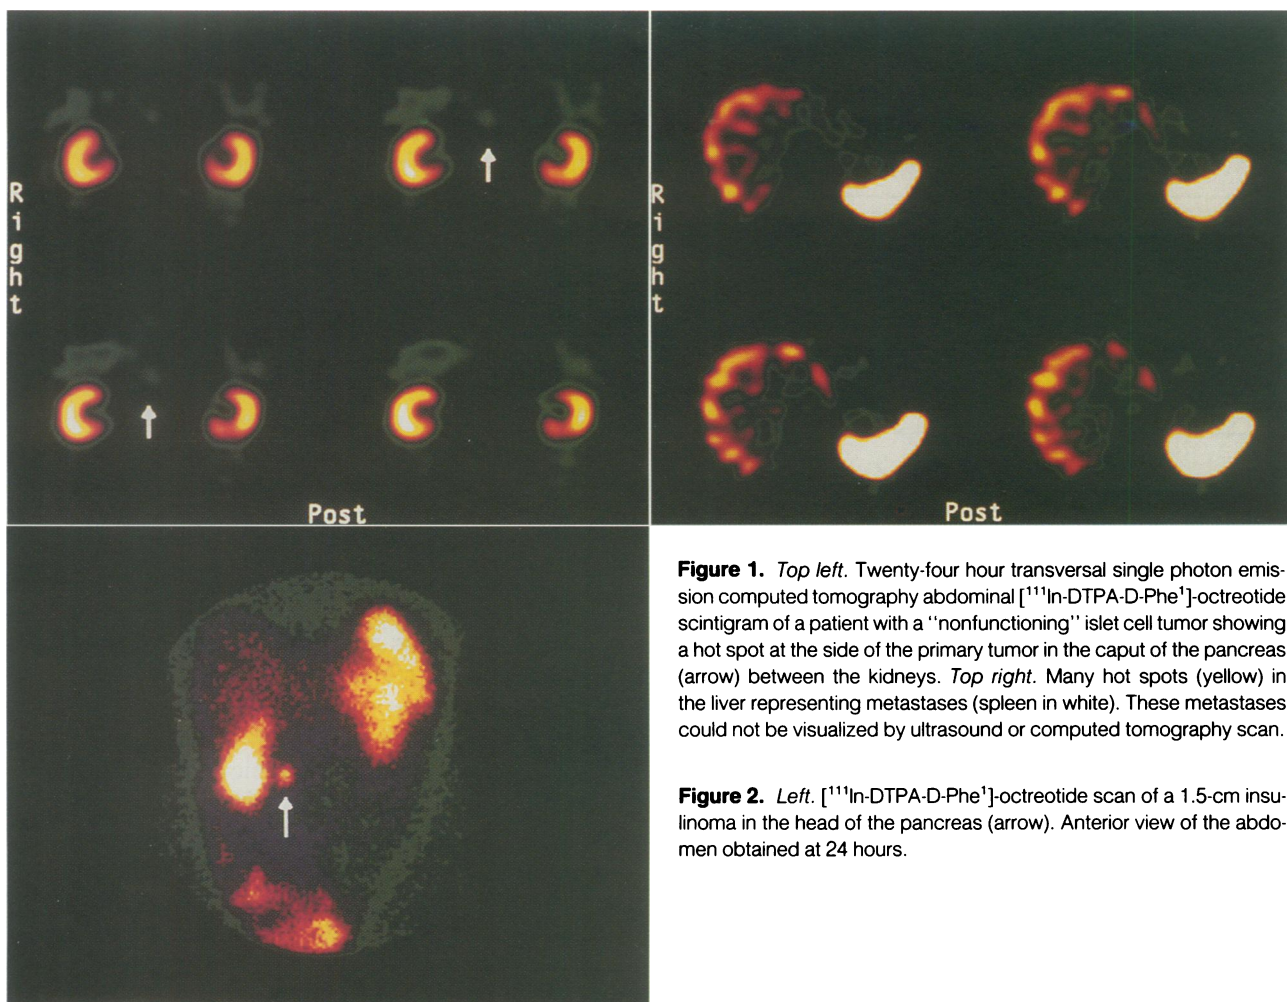 Right
Post
Right
Post
Figure 1. Top left. Twenty-four hour transversal single photon emis-
sion computed tomography abdominal [¹¹¹In-DTPA-D-Phe¹]-octreotide
scintigram of a patient with a "nonfunctioning" islet cell tumor showing
a hot spot at the side of the primary tumor in the caput of the pancreas
(arrow) between the kidneys. Top right. Many hot spots (yellow) in
the liver representing metastases (spleen in white). These metastases
could not be visualized by ultrasound or computed tomography scan.
Figure 2. Left. [¹¹¹In-DTPA-D-Phe¹]-octreotide scan of a 1.5-cm insu-
linoma in the head of the pancreas (arrow). Anterior view of the abdo-
men obtained at 24 hours.